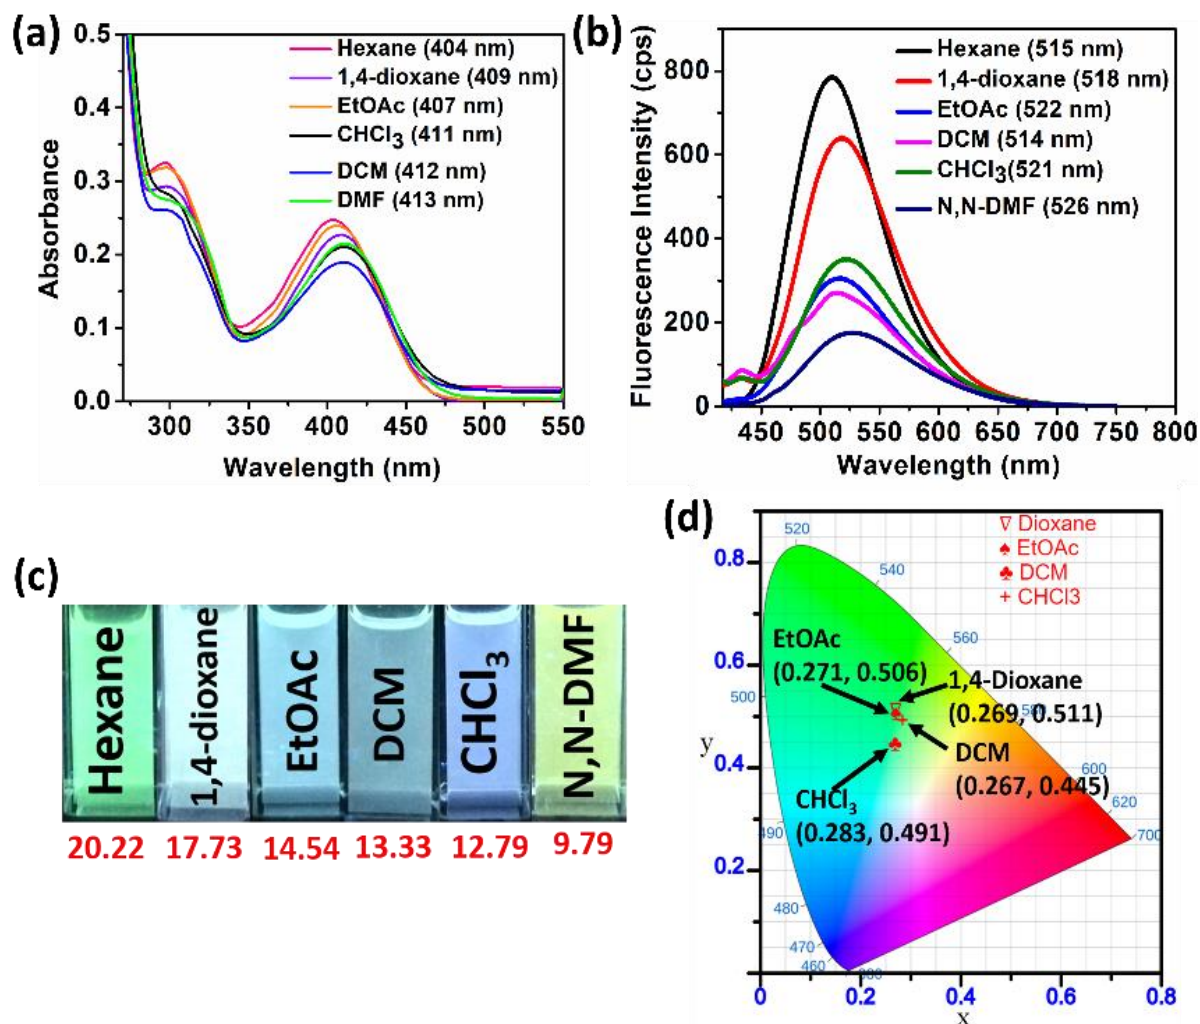 (a)
0.5
0.4
0.3
0.2
0.1
0.0
Absorbance
Hexane (404 nm)
1,4-dioxane (409 nm)
EtOAc (407 nm)
CHCl3 (411 nm)
DCM (412 nm)
DMF (413 nm)
300 350 400 450 500 550
Wavelength (nm)
(b)
800
600
400
200
0
Fluorescence Intensity (cps)
Hexane (515 nm)
1,4-dioxane (518 nm)
EtOAc (522 nm)
DCM (514 nm)
CHCl3(521 nm)
N,N-DMF (526 nm)
450 500 550 600 650 700 750 800
Wavelength (nm)
(c)
Hexane
1,4-dioxane
EtOAc
DCM
CHCl3
N,N-DMF
20.22 17.73 14.54 13.33 12.79 9.79
(d)
▽ Dioxane
♠ EtOAc
♣ DCM
+ CHCl3
0.8
0.6
0.4
0.2
y
520
540
560
580
600
620
700
500
490
480
470
460
EtOAc
(0.271, 0.506)
1,4-Dioxane
(0.269, 0.511)
DCM
(0.267, 0.445)
CHCl3
(0.283, 0.491)
0 0.2 0.4 0.6 0.8
x